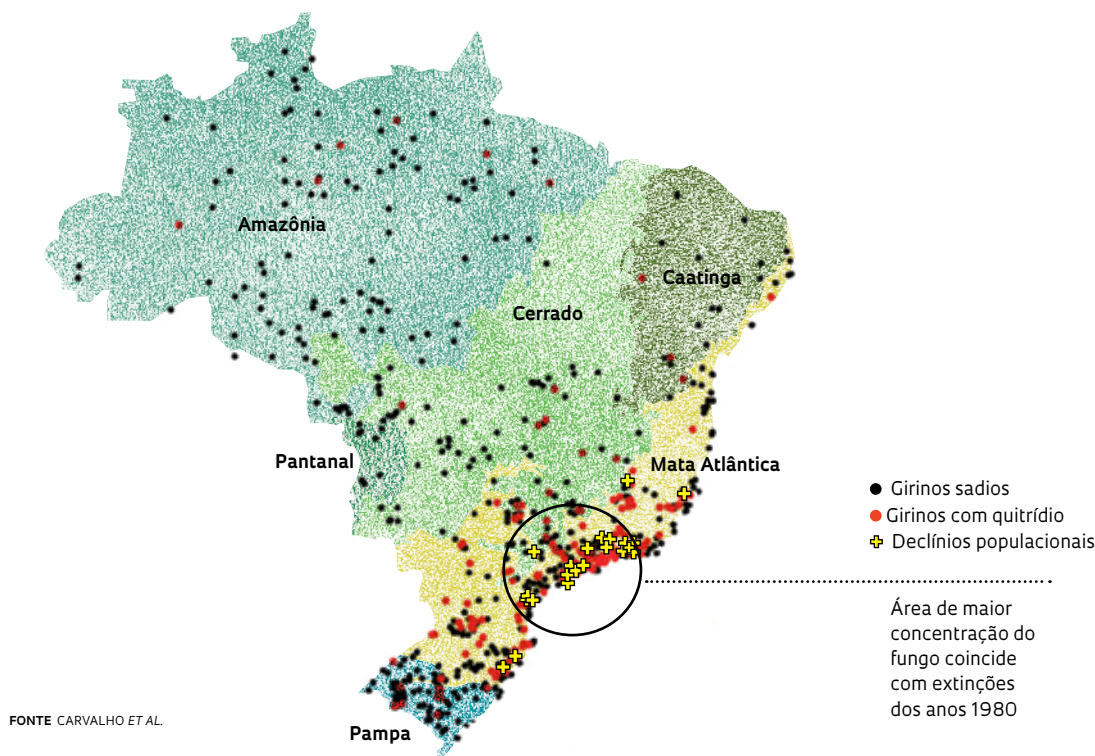 Amazônia
Caatinga
Cerrado
Pantanal
Mata Atlântica
Girinos sadios
Girinos com quitrídio
Declínios populacionais
Área de maior
concentração do
fungo coincide
com extinções
dos anos 1980
FONTE CARVALHO ET AL.
Pampa